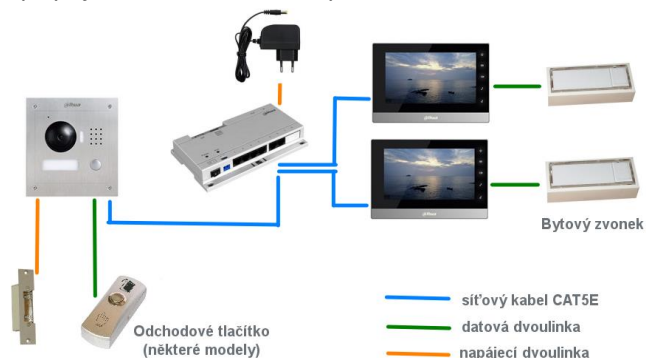 Bytový zvonek
Odchodové tlačítko
(některé modely)
síťový kabel CAT5E
datová dvoulinka
napájecí dvoulinka